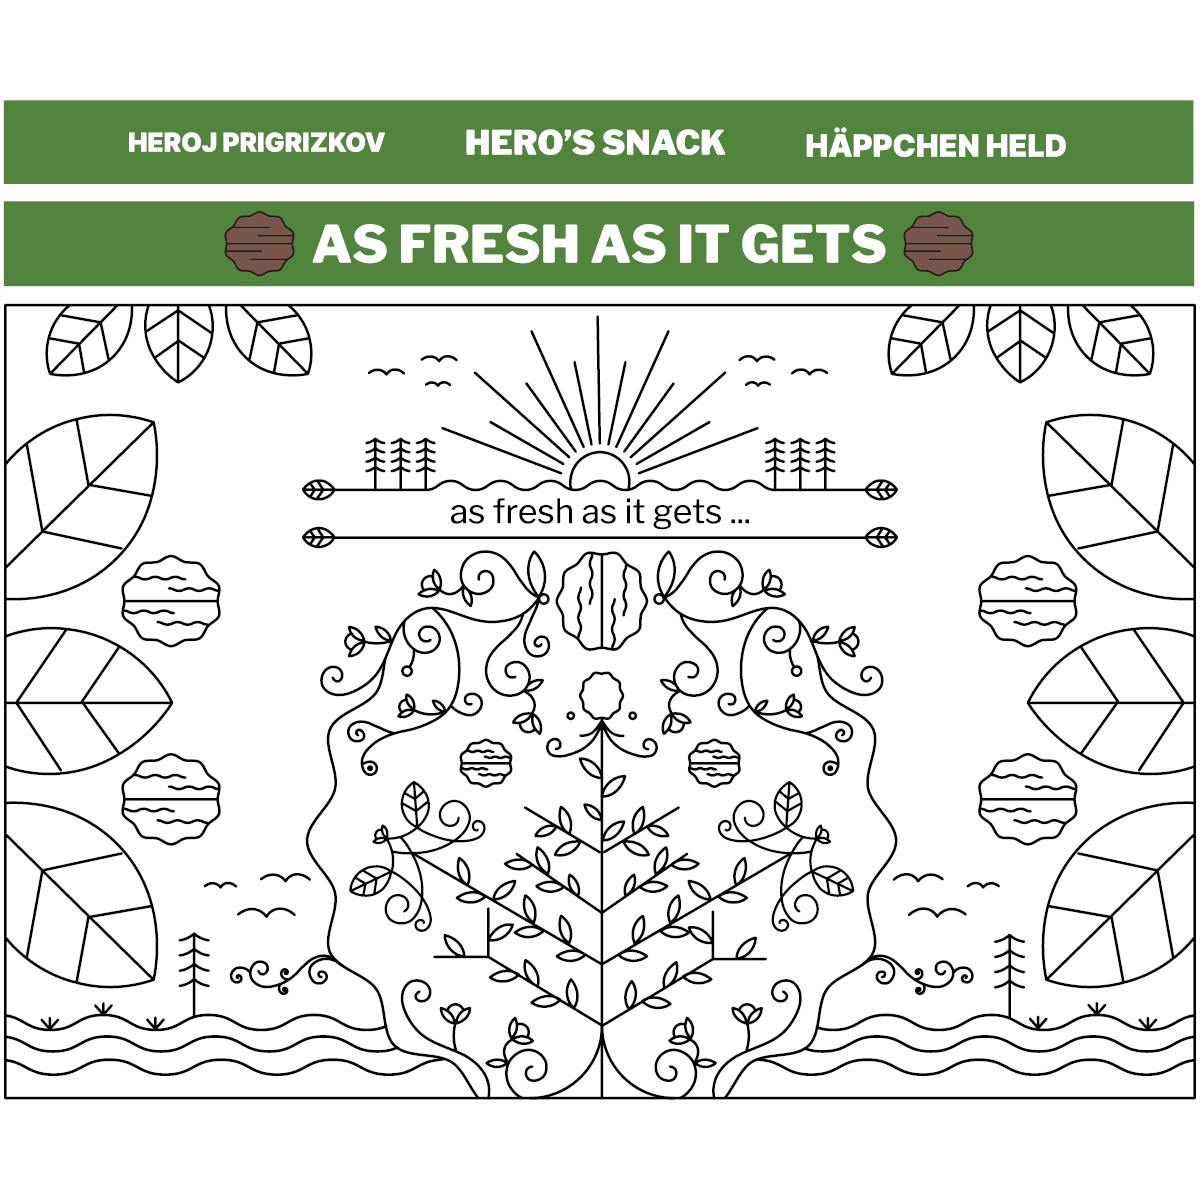 HEROJ PRIGRIZKOV HERO’S SNACK HÄPPCHEN HELD
AS FRESH AS IT GETS
as fresh as it gets ...